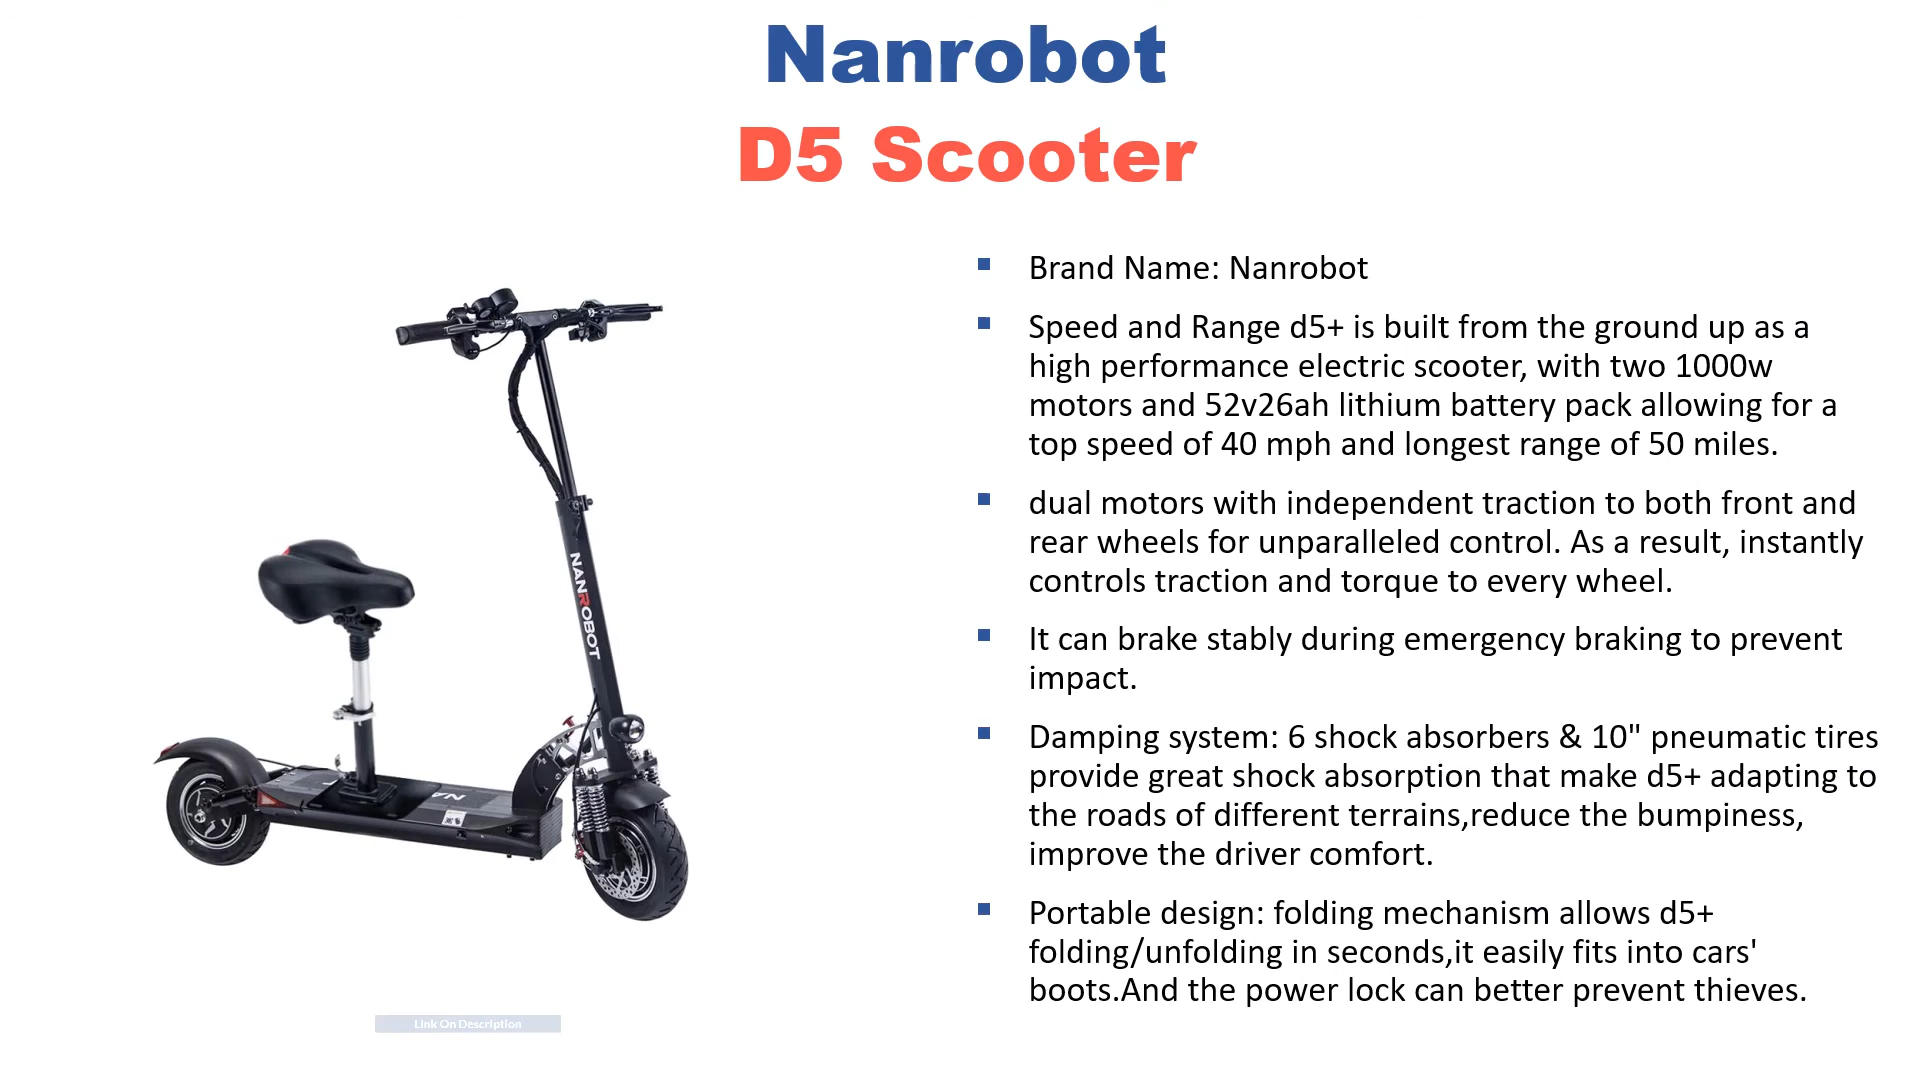 Nanrobot
D5 Scooter
Brand Name: Nanrobot
Speed and Range d5+ is built from the ground up as a
high performance electric scooter, with two 1000w
motors and 52v26ah lithium battery pack allowing for a
top speed of 40 mph and longest range of 50 miles.
dual motors with independent traction to both front and
rear wheels for unparalleled control. As a result, instantly
controls traction and torque to every wheel.
It can brake stably during emergency braking to prevent
impact.
Damping system: 6 shock absorbers & 10" pneumatic tires
provide great shock absorption that make d5+ adapting to
the roads of different terrains,reduce the bumpiness,
improve the driver comfort.
Portable design: folding mechanism allows d5+
folding/unfolding in seconds,it easily fits into cars'
boots.And the power lock can better prevent thieves.
NANROBOT
NA
Link On Description